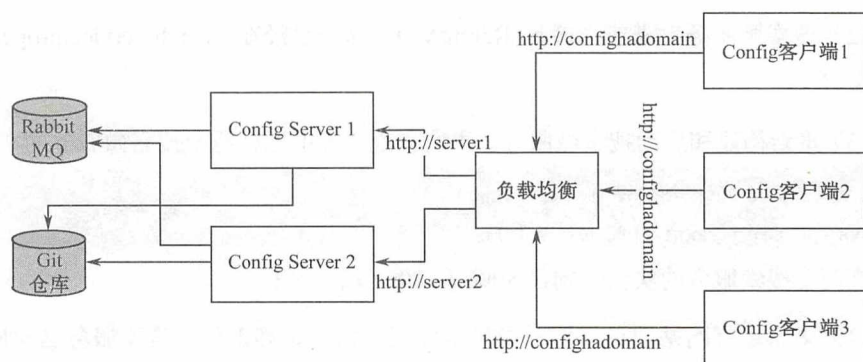 http://confighadomain
Config客户端1
Rabbit
MQ
Config Server 1
http://server1
http://confighadomain
负载均衡
Config客户端2
Git
仓库
Config Server 2
http://server2
http://confighadomain
Config客户端3